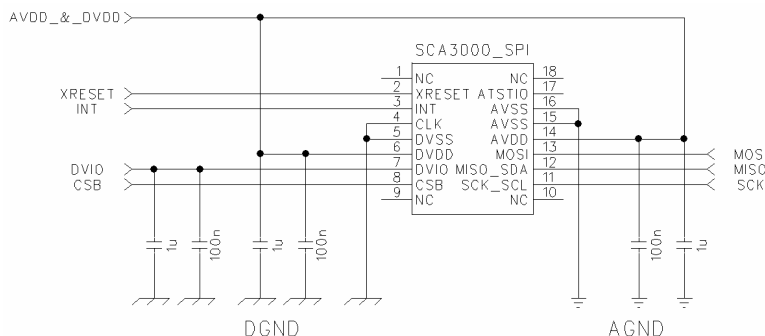 AVDD_&_DVDD
SCA3000_SPI
1 NC NC 18
XRESET 2 XRESET ATSTIO 17
INT 3 INT AVSS 16
4 CLK AVSS 15
5 DVSS AVDD 14
6 DVDD MOSI 13 MOSI
DVIO 7 DVIO MISO_SDA 12 MISO
CSB 8 CSB SCK_SCL 11 SCK
9 NC NC 10
1u 100n 1u 100n 100n 1u
DGND AGND